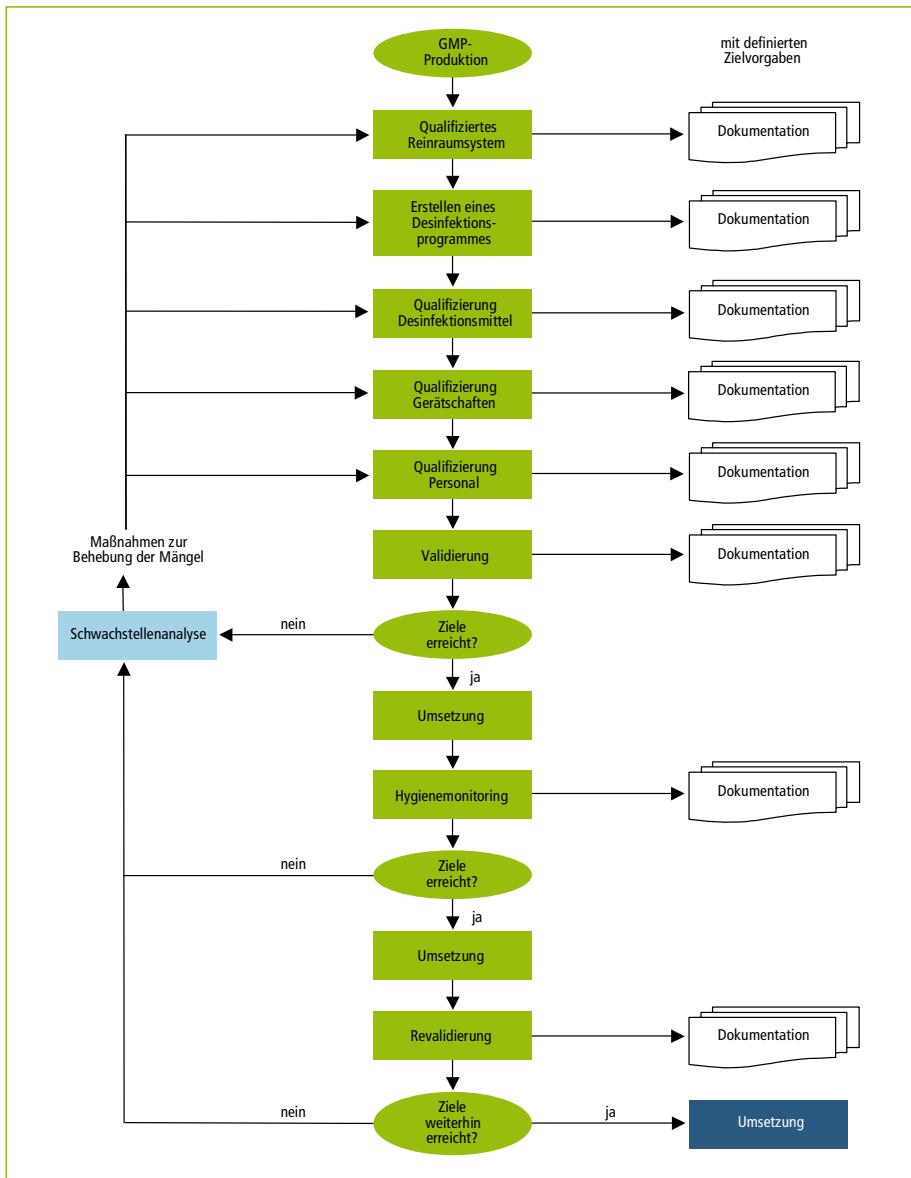 GMP-
Produktion
mit definierten
Zielvorgaben
Qualifiziertes
Reinraumsystem
Dokumentation
Erstellen eines
Desinfektions-
programmes
Dokumentation
Qualifizierung
Desinfektionsmittel
Dokumentation
Qualifizierung
Gerätschaften
Dokumentation
Qualifizierung
Personal
Dokumentation
Maßnahmen zur
Behebung der Mängel
Validierung
Dokumentation
Schwachstellenanalyse
nein
Ziele
erreicht?
ja
Umsetzung
Hygienemonitoring
Dokumentation
nein
Ziele
erreicht?
ja
Umsetzung
Revalidierung
Dokumentation
nein
Ziele
weiterhin
erreicht?
ja
Umsetzung